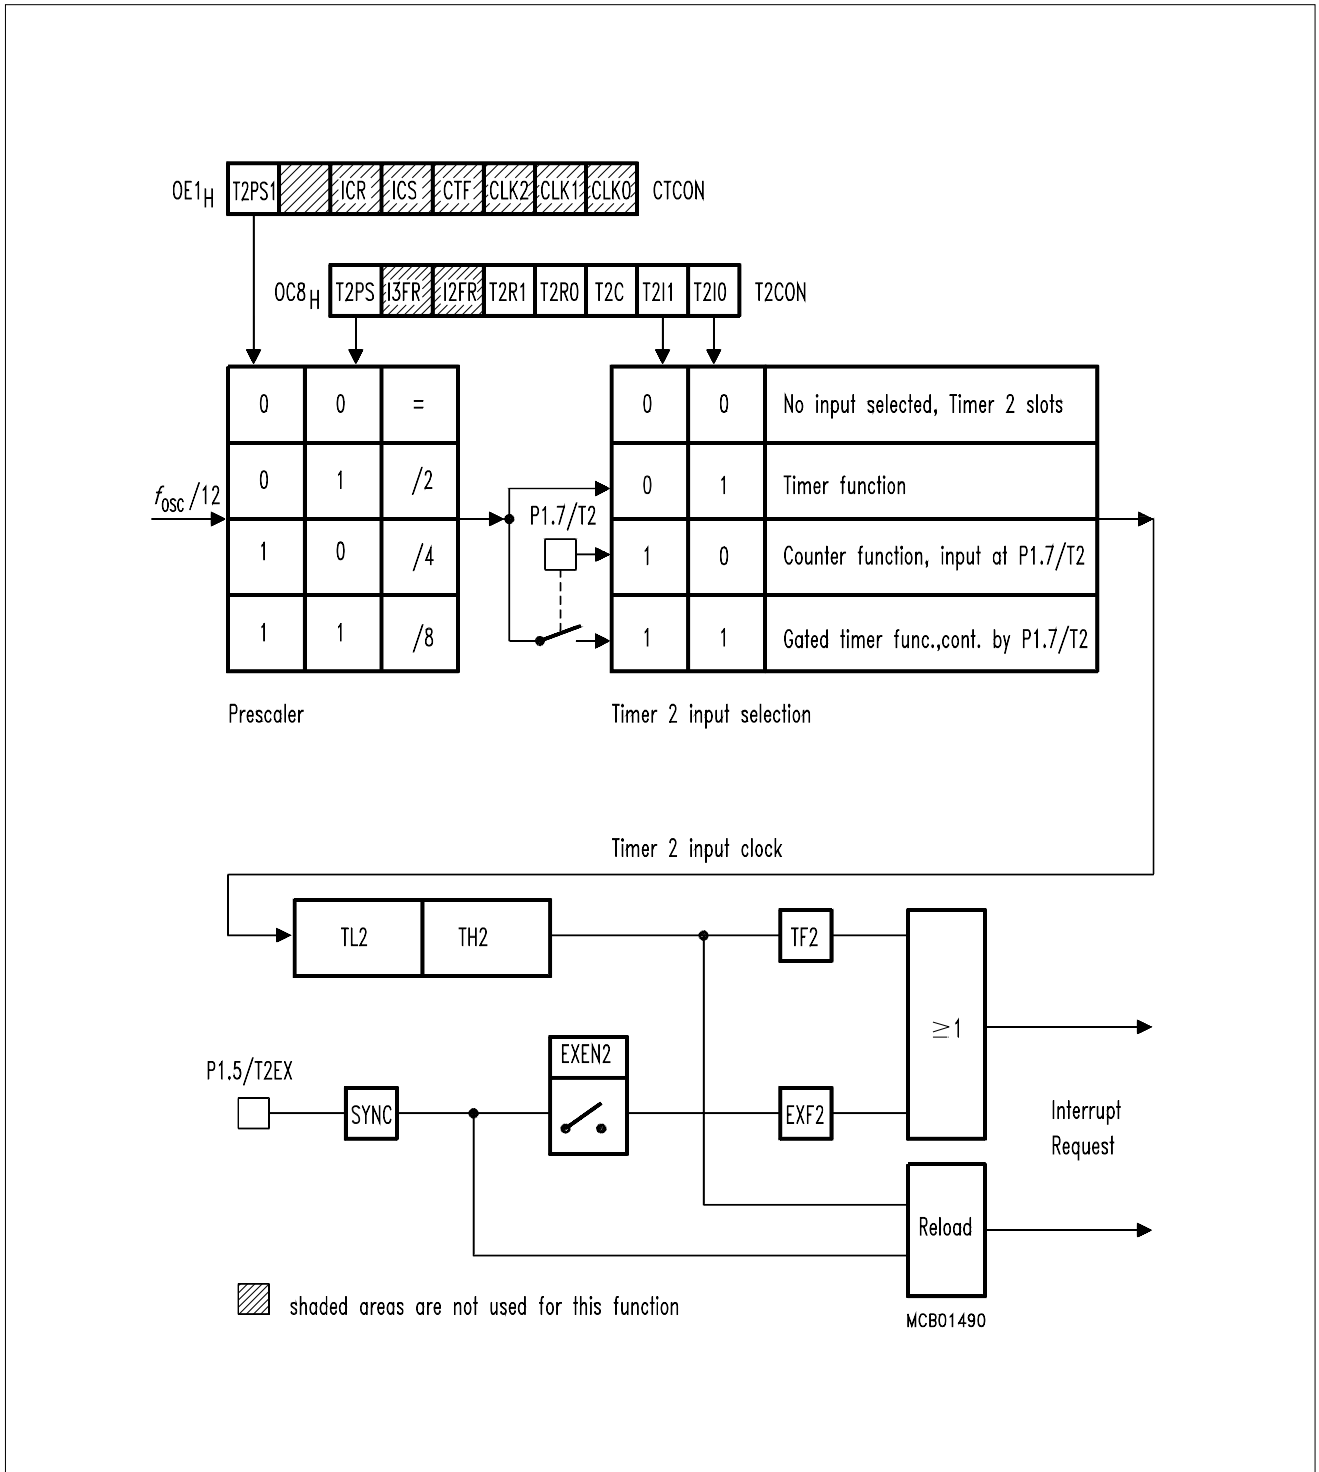 OE1H T2PS1 ICR ICS CTF CLK2 CLK1 CLK0 CTCON
OC8H T2PS I3FR I2FR T2R1 T2R0 T2C T2I1 T2I0 T2CON
0 0 =
0 1 /2
1 0 /4
1 1 /8
fOSC/12
P1.7/T2
0 0 No input selected, Timer 2 slots
0 1 Timer function
1 0 Counter function, input at P1.7/T2
1 1 Gated timer func.,cont. by P1.7/T2
Prescaler
Timer 2 input selection
Timer 2 input clock
TL2 TH2 TF2
≥1
EXEN2
P1.5/T2EX
SYNC
EXF2
Interrupt
Request
Reload
shaded areas are not used for this function
MCB01490